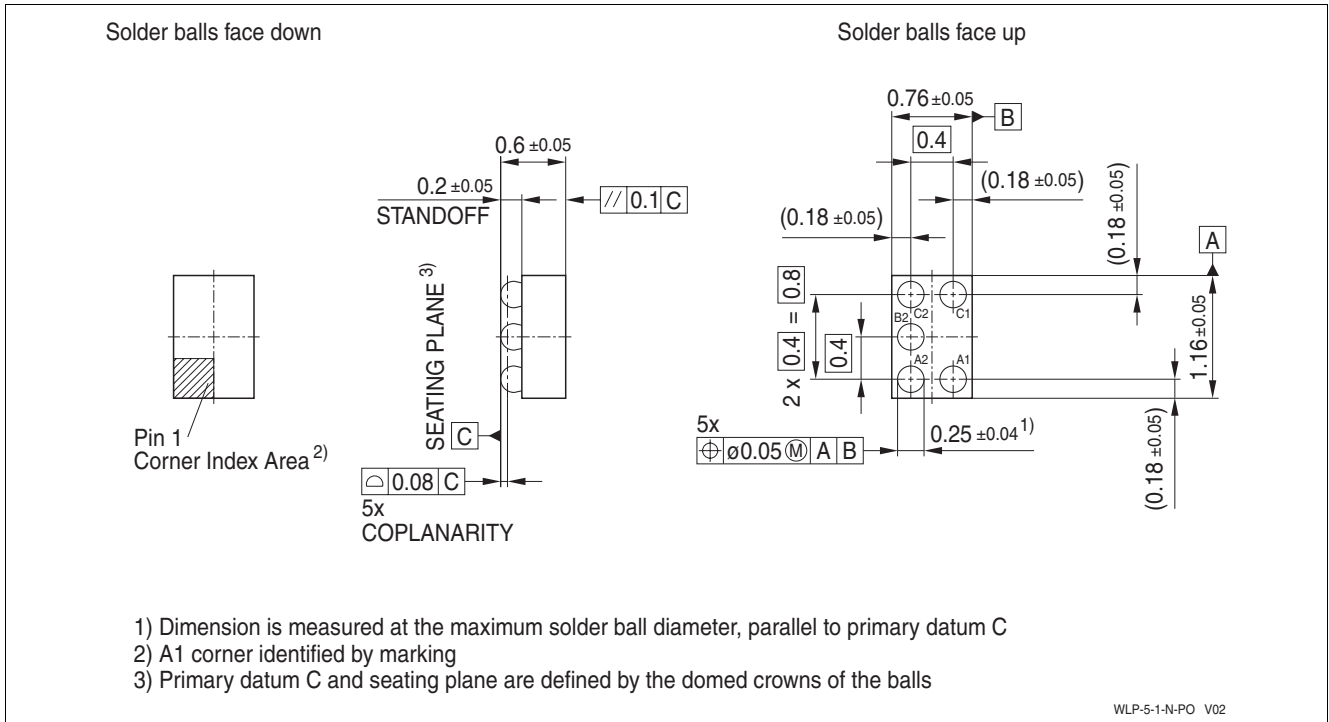 Solder balls face down
Solder balls face up
0.6 ±0.05
0.2 ±0.05
STANDOFF
// 0.1 C
SEATING PLANE 3)
C
⌓ 0.08 C
5x
COPLANARITY
Pin 1
Corner Index Area 2)
0.76 ±0.05
B
0.4
(0.18 ±0.05)
(0.18 ±0.05)
(0.18 ±0.05)
A
2 x 0.4 = 0.8
0.4
B2 C2 C1
A2 A1
1.16 ±0.05
5x
⌖ ø0.05 Ⓜ A B
0.25 ±0.04 1)
(0.18 ±0.05)
1) Dimension is measured at the maximum solder ball diameter, parallel to primary datum C
2) A1 corner identified by marking
3) Primary datum C and seating plane are defined by the domed crowns of the balls
WLP-5-1-N-PO V02